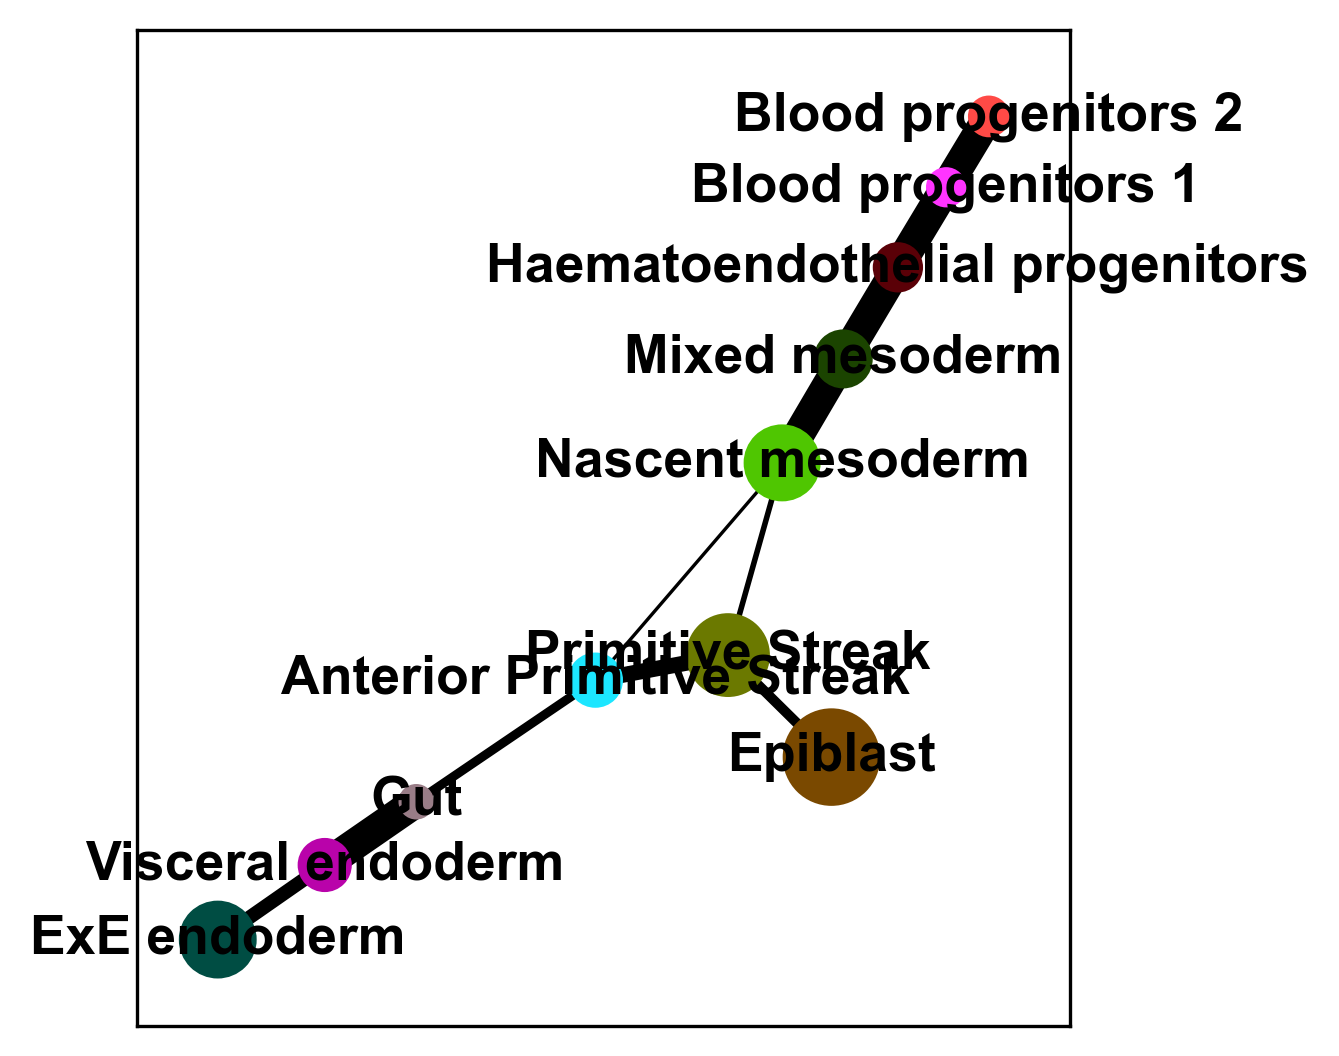 Blood progenitors 2
Blood progenitors 1
Haematoendothelial progenitors
Mixed mesoderm
Nascent mesoderm
Primitive Streak
Anterior Primitive Streak
Epiblast
Gut
Visceral endoderm
ExE endoderm